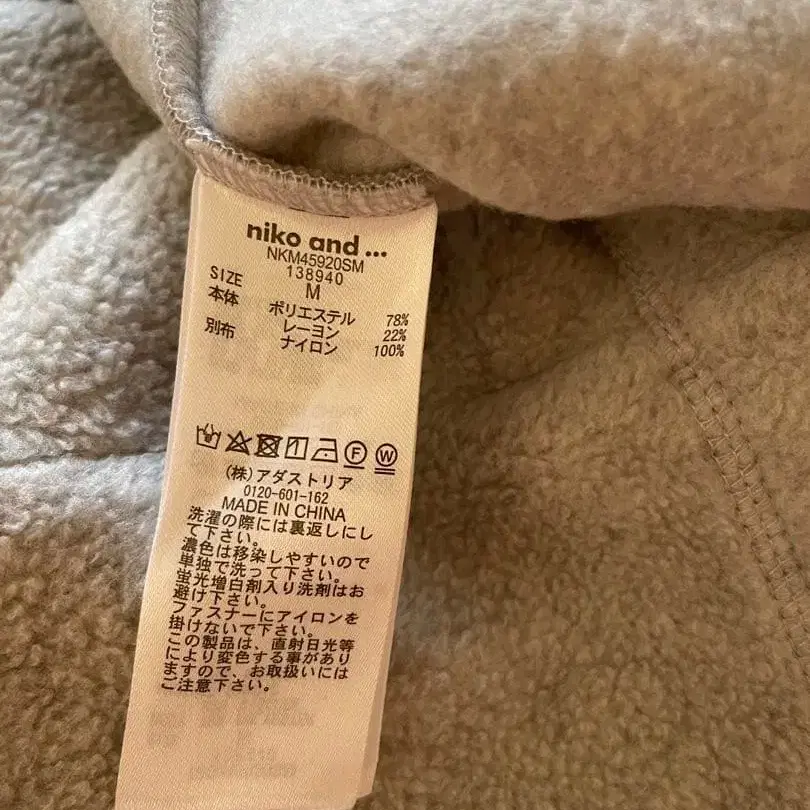 niko and ...
NKM45920SM
138940
SIZE M
本体 ポリエステル 78%
レーヨン 22%
別布 ナイロン 100%
F W
(株)アダストリア
0120-601-162
MADE IN CHINA
洗濯の際には裏返しにし
て下さい。
濃色は移染しやすいので
単独で洗って下さい。
蛍光増白剤入り洗剤はお
避け下さい。
ファスナーにアイロンを
掛けないで下さい。
この製品は、直射日光等
により変色する事があり
ますので、お取扱いには
ご注意下さい。